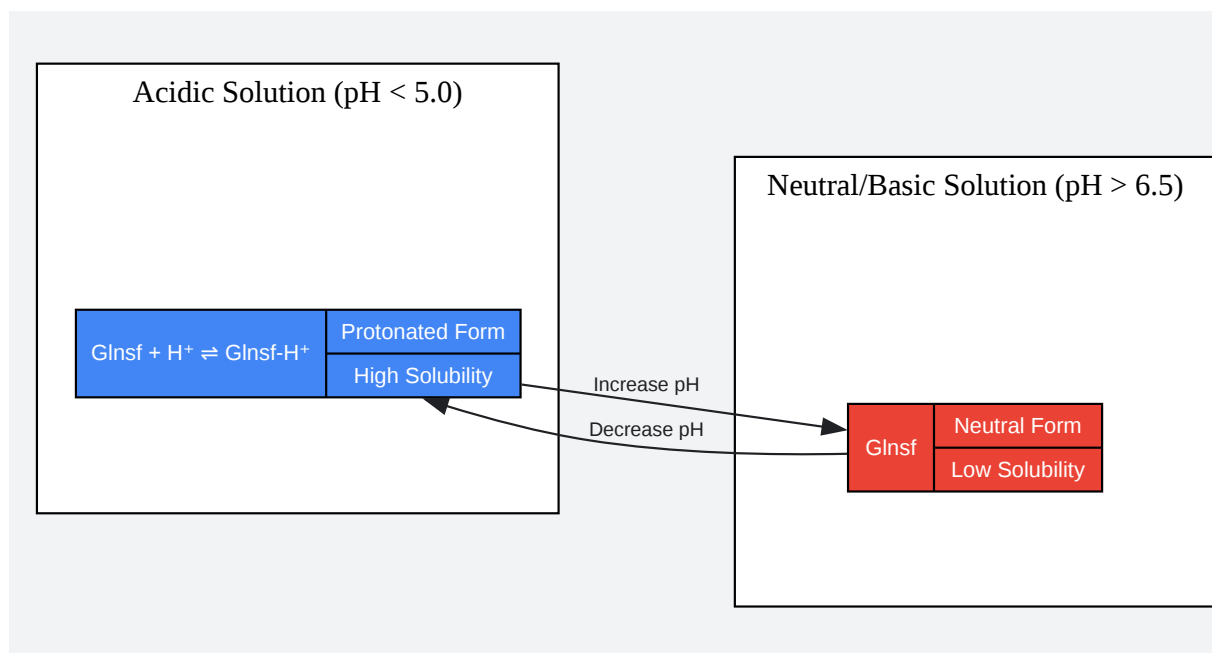 Acidic Solution (pH < 5.0)
Glnsf + H⁺ ⇌ Glnsf-H⁺
Protonated Form
High Solubility
Increase pH
Decrease pH
Neutral/Basic Solution (pH > 6.5)
Glnsf
Neutral Form
Low Solubility